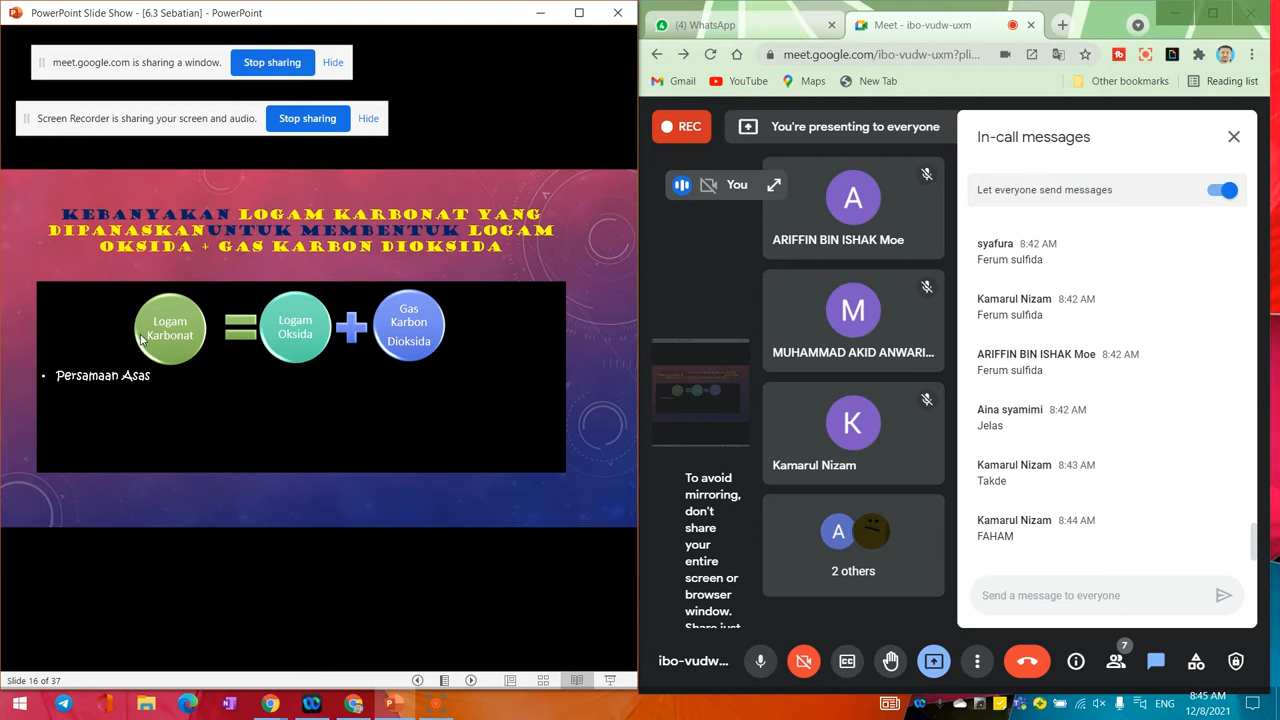 PowerPoint Slide Show - [6.3 Sebatian] - PowerPoint
meet.google.com is sharing a window.
Stop sharing
Hide
Screen Recorder is sharing your screen and audio.
Stop sharing
Hide
KEBANYAKAN LOGAM KARBONAT YANG
DIPANASKANUNTUK MEMBENTUK LOGAM
OKSIDA + GAS KARBON DIOKSIDA
Logam
Karbonat
Logam
Oksida
Gas
Karbon
Dioksida
• Persamaan Asas
Slide 16 of 37
(4) WhatsApp
Meet - ibo-vudw-uxm
meet.google.com/ibo-vudw-uxm?pli...
Gmail
YouTube
Maps
New Tab
Other bookmarks
Reading list
REC
You're presenting to everyone
You
A
ARIFFIN BIN ISHAK Moe
M
MUHAMMAD AKID ANWARI...
K
Kamarul Nizam
A
2 others
To avoid
mirroring,
don't
share
your
entire
screen or
browser
window.
Share just
In-call messages
Let everyone send messages
syafura 8:42 AM
Ferum sulfida
Kamarul Nizam 8:42 AM
Ferum sulfida
ARIFFIN BIN ISHAK Moe 8:42 AM
Ferum sulfida
Aina syamimi 8:42 AM
Jelas
Kamarul Nizam 8:43 AM
Takde
Kamarul Nizam 8:44 AM
FAHAM
Send a message to everyone
ibo-vudw...
7
ENG
8:45 AM
12/8/2021